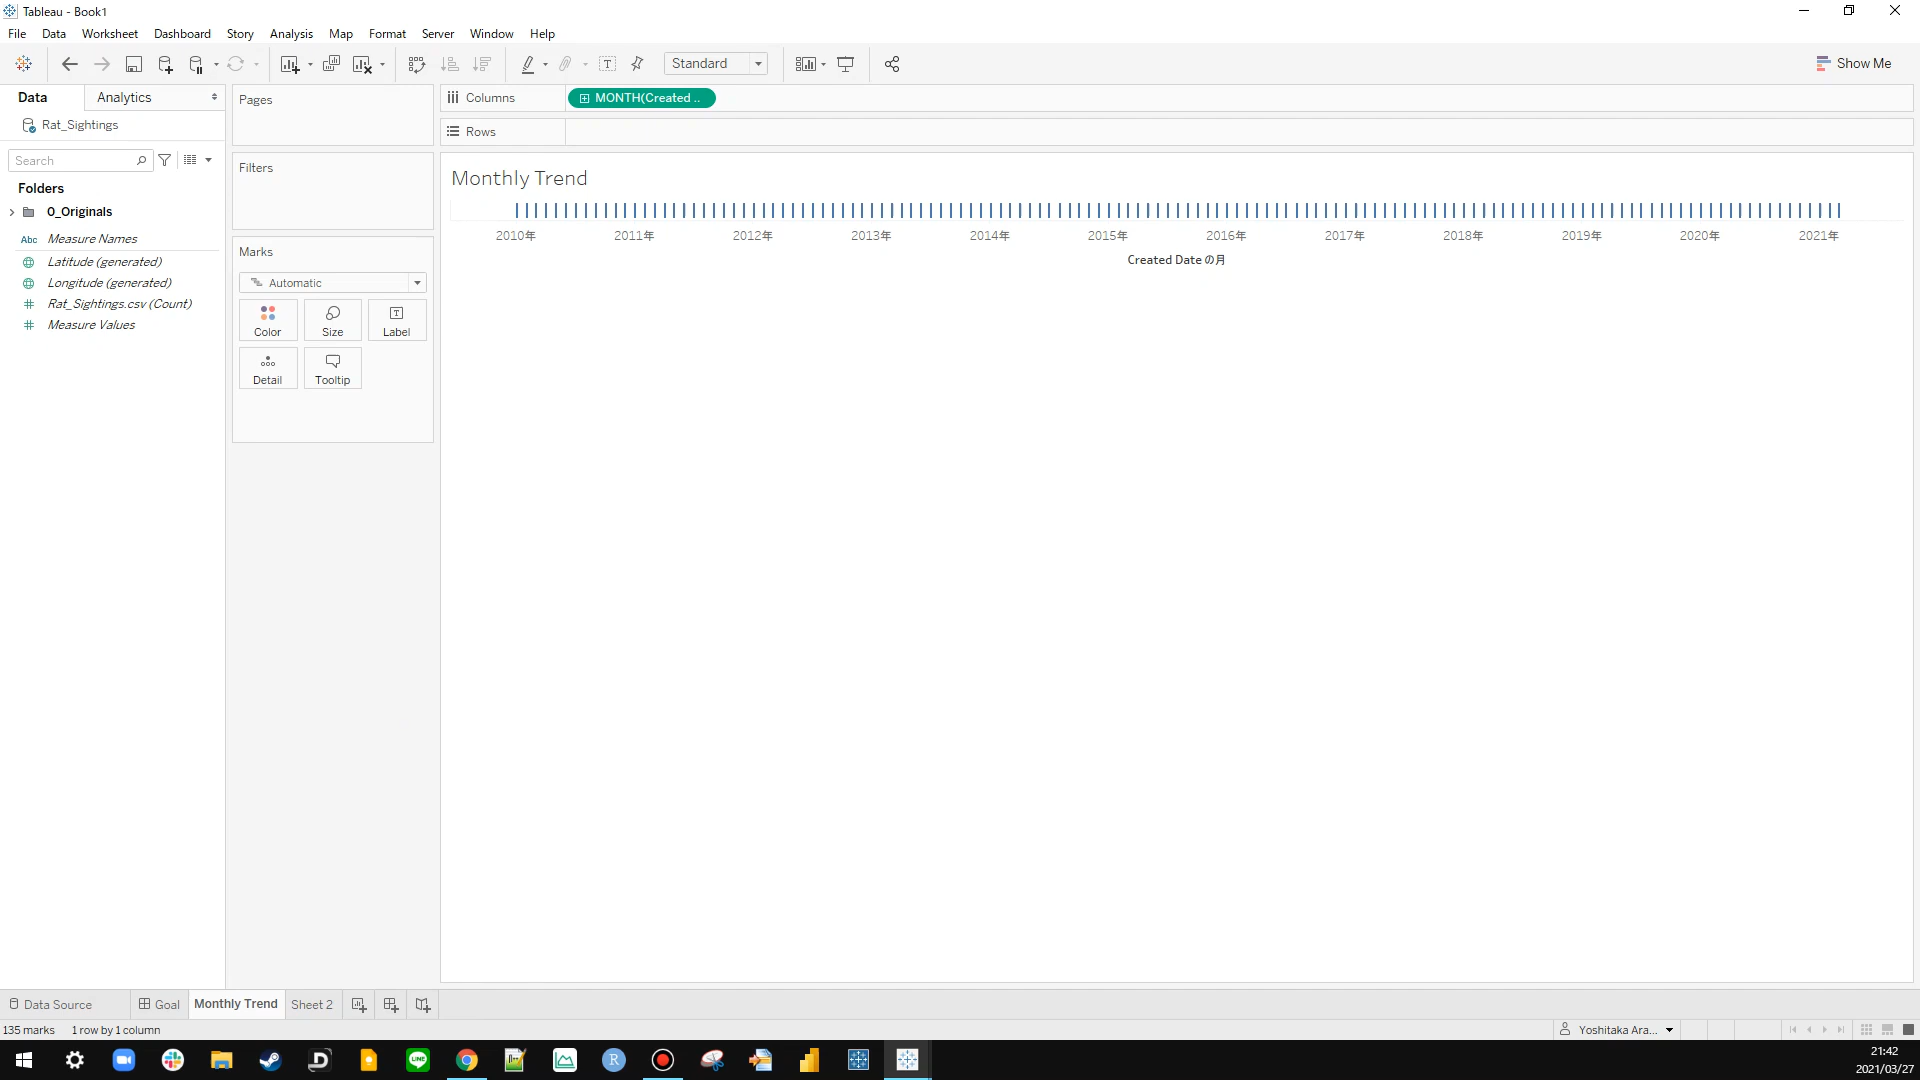 Tableau - Book1
File Data Worksheet Dashboard Story Analysis Map Format Server Window Help
Standard
Show Me
Data Analytics
Pages
Columns
MONTH(Created ..
Rat_Sightings
Rows
Search
Filters
Monthly Trend
Folders
0_Originals
Abc Measure Names
2010年 2011年 2012年 2013年 2014年 2015年 2016年 2017年 2018年 2019年 2020年 2021年
Marks
Created Date の月
Latitude (generated)
Longitude (generated)
Automatic
Rat_Sightings.csv (Count)
Measure Values
Color Size Label
Detail Tooltip
Data Source Goal Monthly Trend Sheet 2
135 marks 1 row by 1 column
Yoshitaka Ara...
LINE
R
21:42
2021/03/27